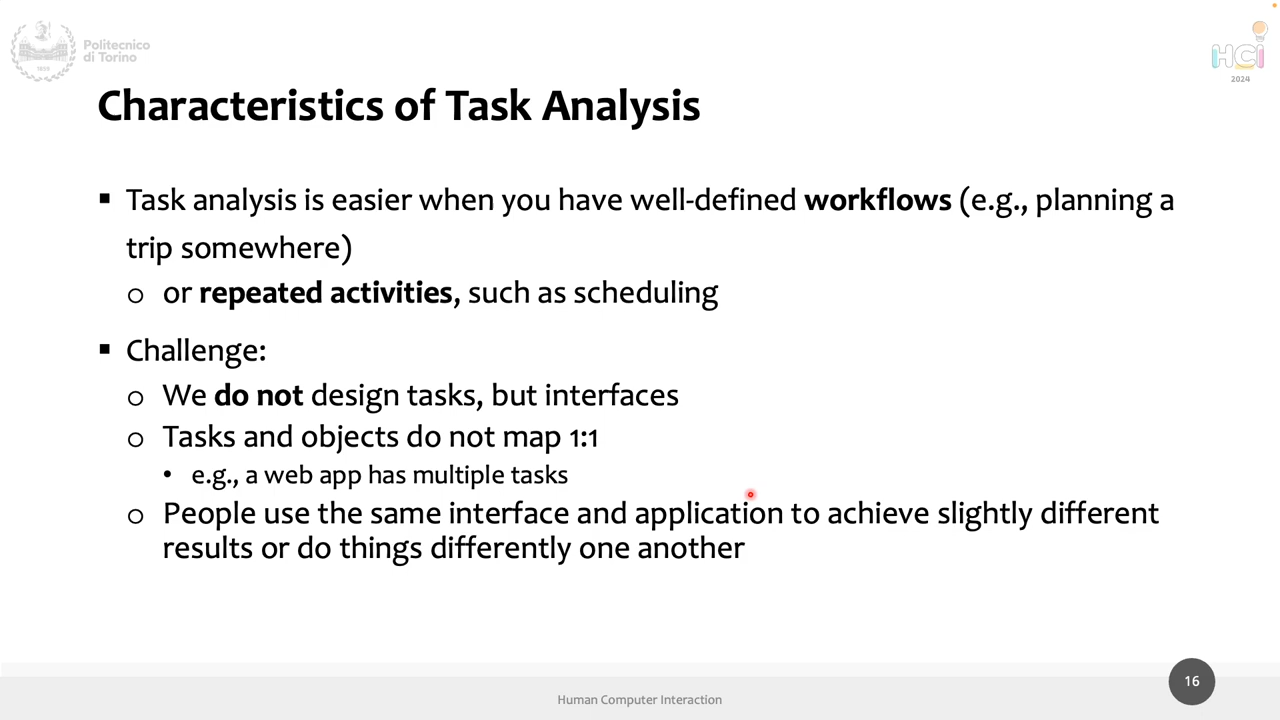 Politecnico
di Torino
1859
HCI
2024
Characteristics of Task Analysis
▪ Task analysis is easier when you have well-defined workflows (e.g., planning a
trip somewhere)
o or repeated activities, such as scheduling
▪ Challenge:
o We do not design tasks, but interfaces
o Tasks and objects do not map 1:1
• e.g., a web app has multiple tasks
o People use the same interface and application to achieve slightly different
results or do things differently one another
Human Computer Interaction
16